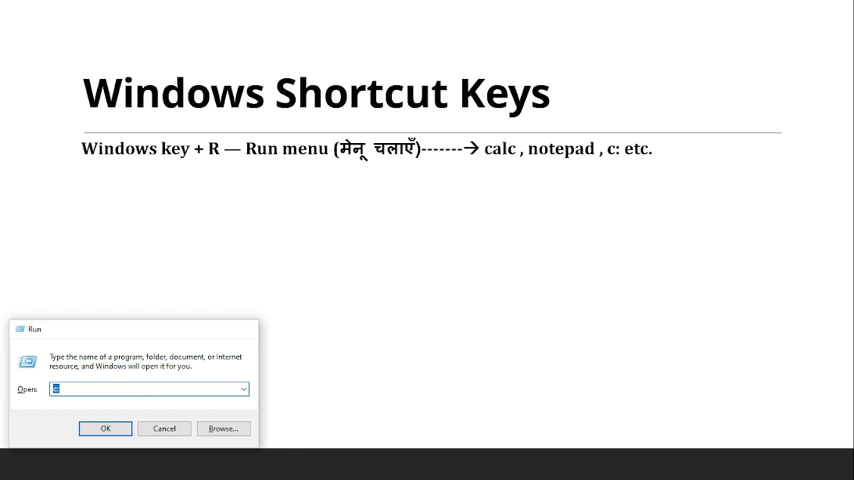 Windows Shortcut Keys
Windows key + R — Run menu (मेनू चलाएँ)-------→ calc , notepad , c: etc.
Run
Type the name of a program, folder, document, or Internet
resource, and Windows will open it for you.
Open:
OK Cancel Browse...